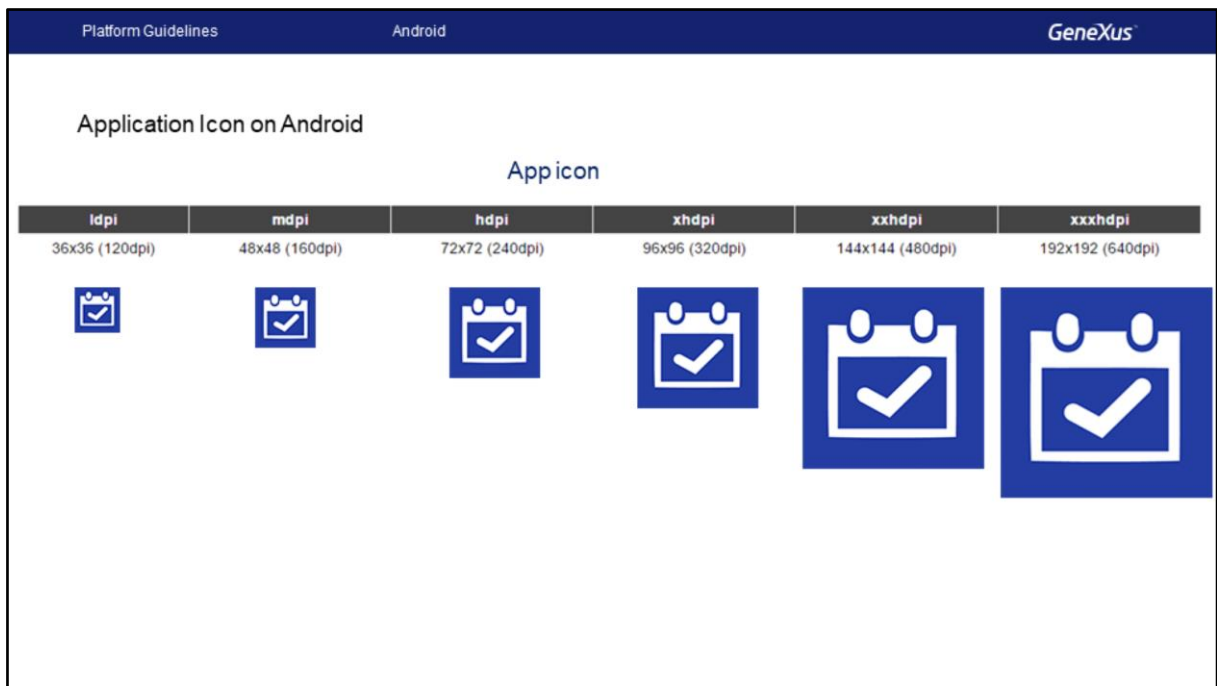 Platform Guidelines Android GeneXus™
Application Icon on Android
App icon
ldpi mdpi hdpi xhdpi xxhdpi xxxhdpi
36x36 (120dpi) 48x48 (160dpi) 72x72 (240dpi) 96x96 (320dpi) 144x144 (480dpi) 192x192 (640dpi)